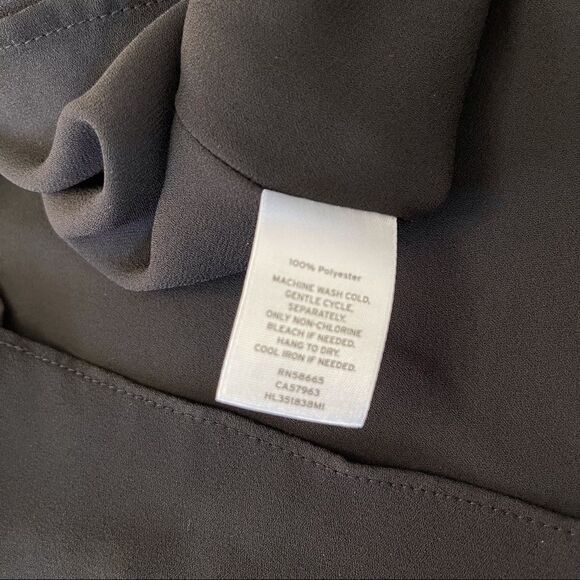 100% Polyester
MACHINE WASH COLD,
GENTLE CYCLE,
SEPARATELY.
ONLY NON-CHLORINE
BLEACH IF NEEDED.
HANG TO DRY.
COOL IRON IF NEEDED.
RN58665
CA57963
HL351838MI